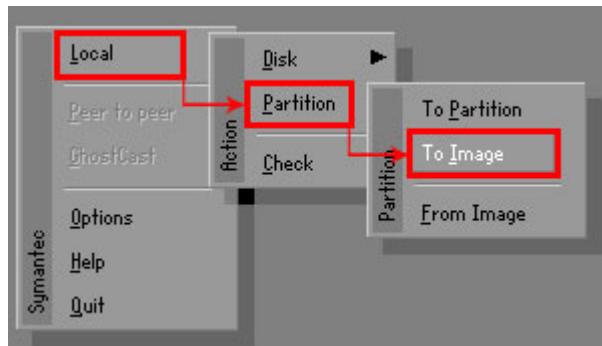 Local
Peer to peer
GhostCast
Options
Help
Quit
Symantec
Disk
Partition
Check
Action
To Partition
To Image
From Image
Partition